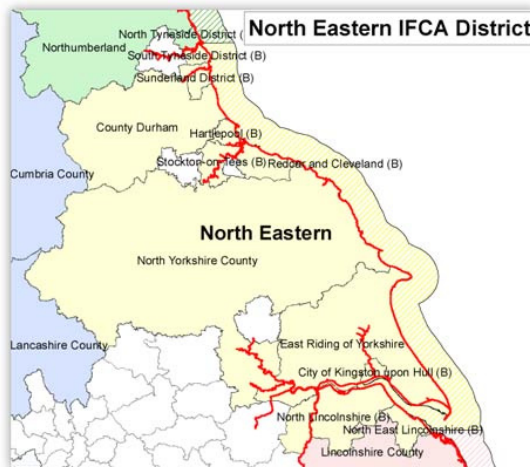 North Eastern IFCA District
North Tyneside District (
Northumberland
South Tyneside District (B)
Sunderland District (B)
County Durham
Hartlepool (B)
Stockton-on-Tees (B)
Redcar and Cleveland (B)
Cumbria County
North Eastern
North Yorkshire County
Lancashire County
East Riding of Yorkshire
City of Kingston upon Hull (B)
North Lincolnshire (B)
North East Lincolnshire (B)
Lincolnshire County